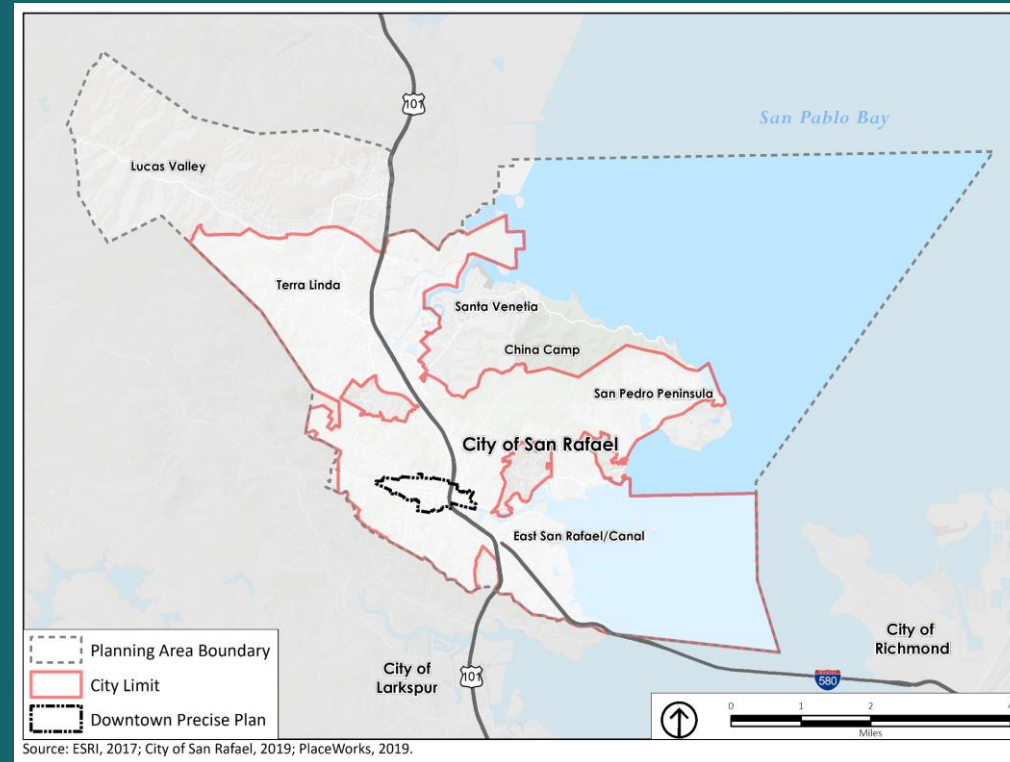 101
San Pablo Bay
Lucas Valley
Terra Linda
Santa Venetia
China Camp
San Pedro Peninsula
City of San Rafael
East San Rafael/Canal
City of
Richmond
City of
Larkspur
101
580
Planning Area Boundary
City Limit
Downtown Precise Plan
0 1 2 4
Miles
Source: ESRI, 2017; City of San Rafael, 2019; PlaceWorks, 2019.